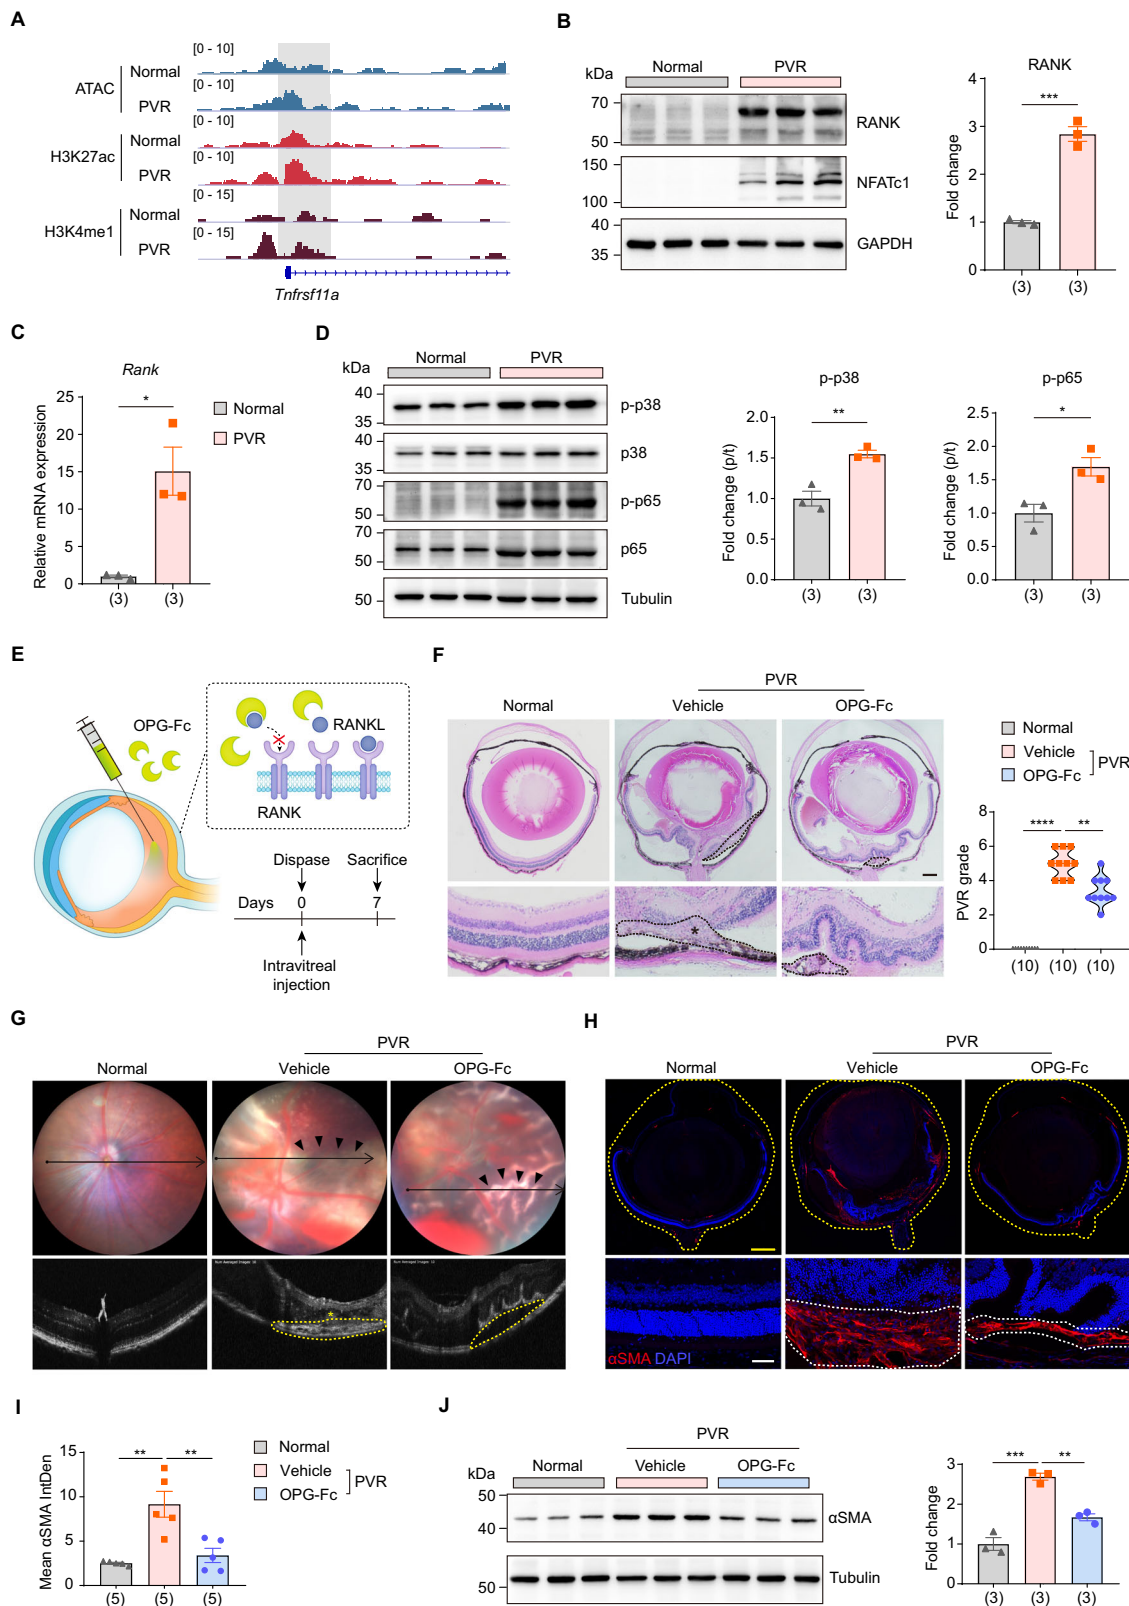 A
[0 - 10]
Normal
ATAC
[0 - 10]
PVR
[0 - 10]
Normal
H3K27ac
[0 - 10]
PVR
[0 - 15]
Normal
H3K4me1
[0 - 15]
PVR
Tnfrsf11a
B
kDa
Normal
PVR
70
50
RANK
150
100
NFATc1
40
35
GAPDH
RANK
Fold change
4
3
2
1
0
***
(3)
(3)
C
Rank
Relative mRNA expression
25
20
15
10
5
0
*
(3)
(3)
Normal
PVR
D
kDa
Normal
PVR
40
35
p-p38
40
35
p38
70
50
p-p65
70
50
p65
50
Tubulin
p-p38
Fold change (p/t)
2.0
1.5
1.0
0.5
0.0
**
(3)
(3)
p-p65
Fold change (p/t)
2.5
2.0
1.5
1.0
0.5
0.0
*
(3)
(3)
E
OPG-Fc
RANKL
RANK
Dispase
Sacrifice
Days
0
7
Intravitreal
injection
F
PVR
Normal
Vehicle
OPG-Fc
*
Normal
Vehicle
OPG-Fc
PVR
PVR grade
8
6
4
2
0
****
**
(10)
(10)
(10)
G
PVR
Normal
Vehicle
OPG-Fc
Num Averaged Images: 10
*
H
PVR
Normal
Vehicle
OPG-Fc
αSMA DAPI
I
Mean αSMA IntDen
15
10
5
0
**
**
(5)
(5)
(5)
Normal
Vehicle
OPG-Fc
PVR
J
PVR
kDa
Normal
Vehicle
OPG-Fc
50
40
αSMA
50
Tubulin
Fold change
3
2
1
0
***
**
(3)
(3)
(3)